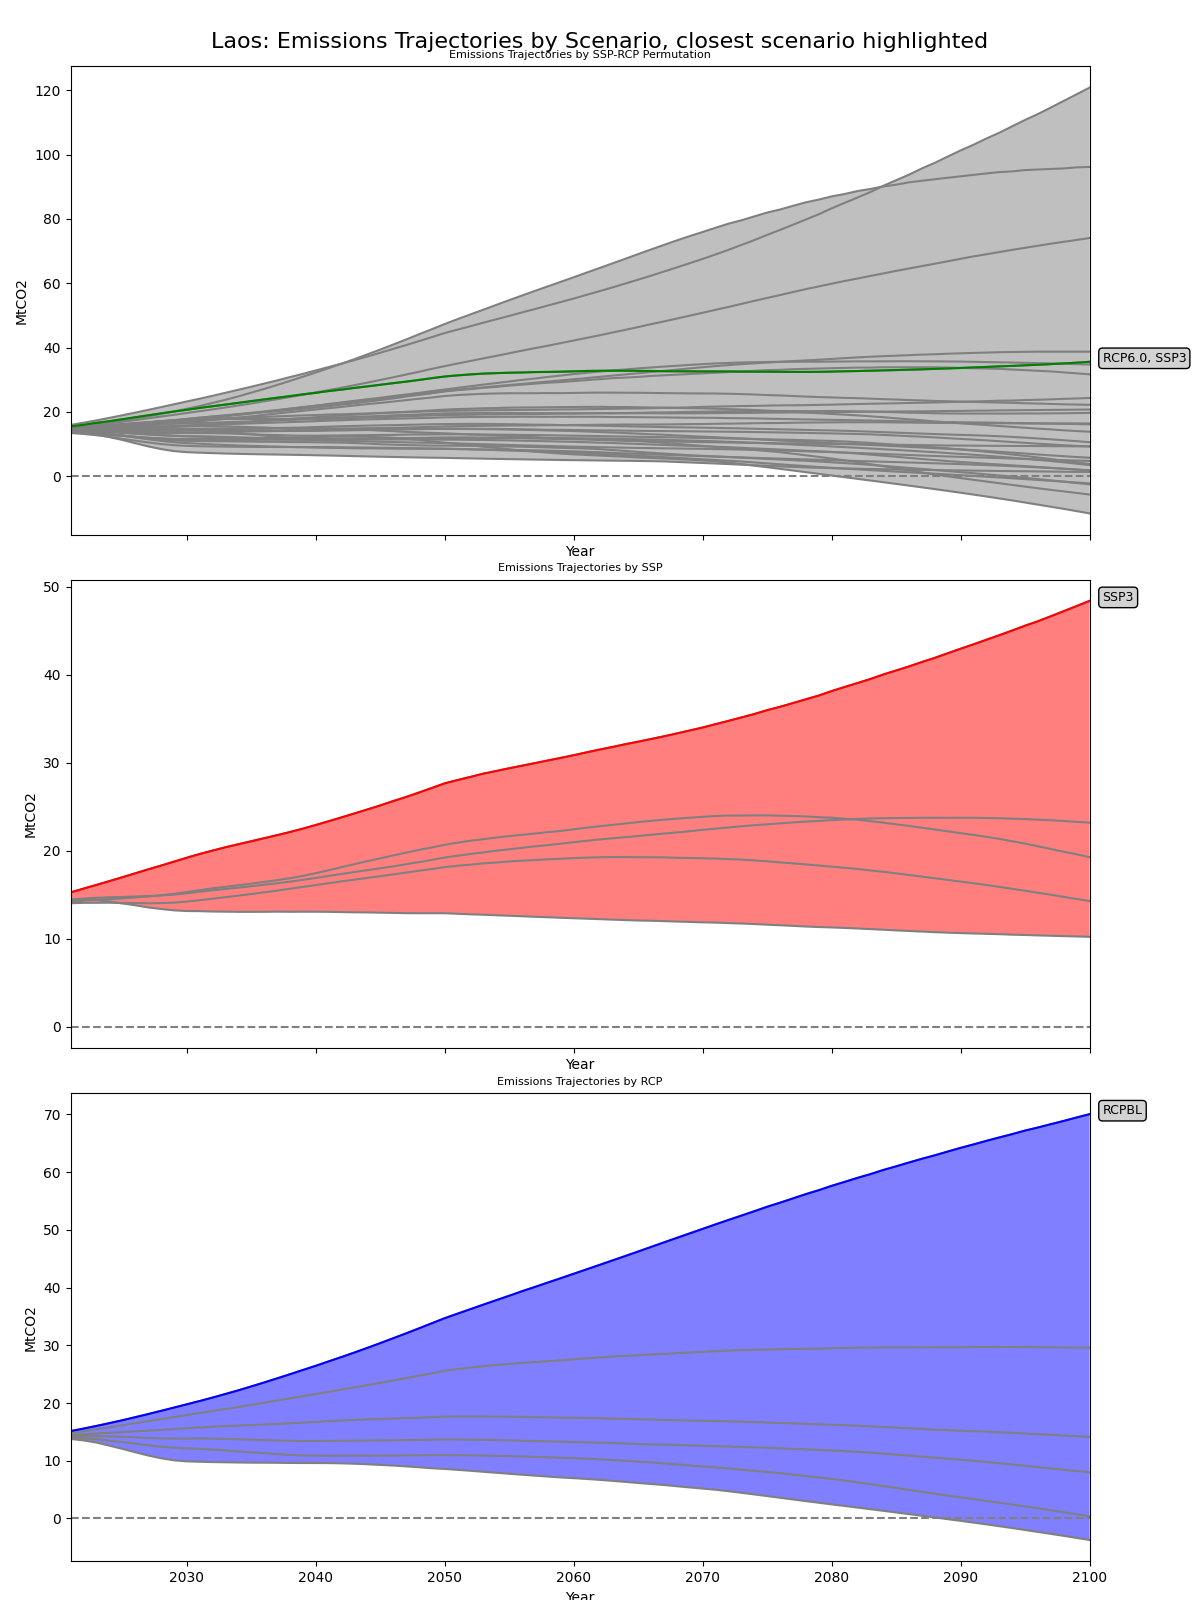 Laos: Emissions Trajectories by Scenario, closest scenario highlighted
Emissions Trajectories by SSP-RCP Permutation
120
100
80
60
40
20
0
MtCO2
RCP6.0, SSP3
Year
Emissions Trajectories by SSP
50
40
30
20
10
0
MtCO2
SSP3
Year
Emissions Trajectories by RCP
70
60
50
40
30
20
10
0
MtCO2
RCPBL
2030 2040 2050 2060 2070 2080 2090 2100
Year